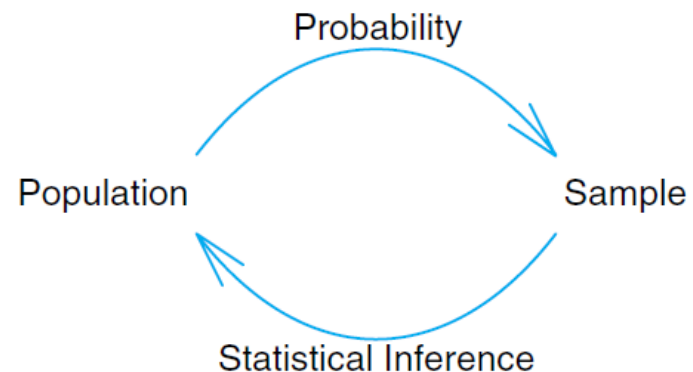 Probability
Population
Sample
Statistical Inference